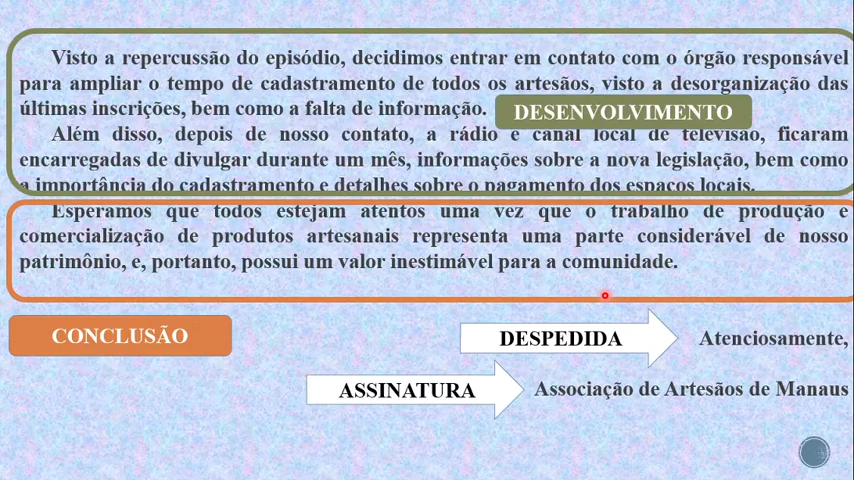 Visto a repercussão do episódio, decidimos entrar em contato com o órgão responsável
para ampliar o tempo de cadastramento de todos os artesãos, visto a desorganização das
últimas inscrições, bem como a falta de informação.
DESENVOLVIMENTO
Além disso, depois de nosso contato, a rádio e canal local de televisão, ficaram
encarregadas de divulgar durante um mês, informações sobre a nova legislação, bem como
a importância do cadastramento e detalhes sobre o pagamento dos espaços locais.
Esperamos que todos estejam atentos uma vez que o trabalho de produção e
comercialização de produtos artesanais representa uma parte considerável de nosso
patrimônio, e, portanto, possui um valor inestimável para a comunidade.
CONCLUSÃO
DESPEDIDA Atenciosamente,
ASSINATURA Associação de Artesãos de Manaus